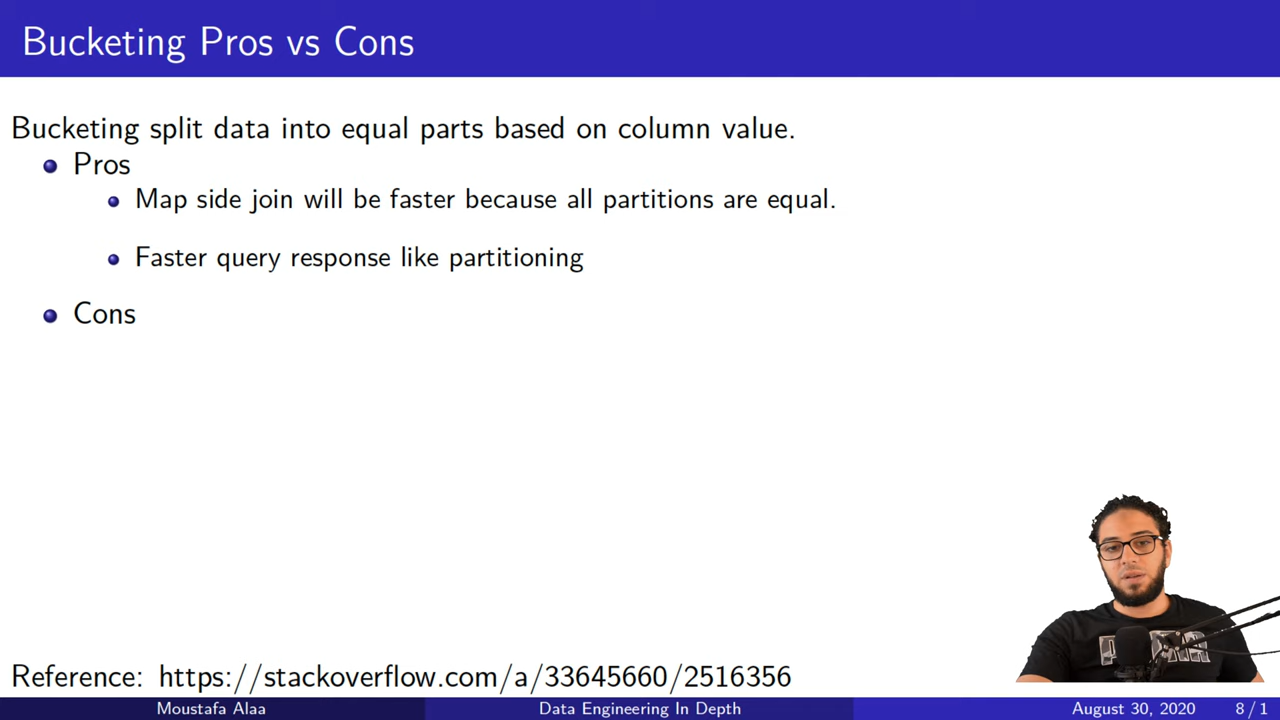 Bucketing Pros vs Cons
Bucketing split data into equal parts based on column value.
Pros
Map side join will be faster because all partitions are equal.
Faster query response like partitioning
Cons
Reference: https://stackoverflow.com/a/33645660/2516356
Moustafa Alaa
Data Engineering In Depth
August 30, 2020
8 / 1